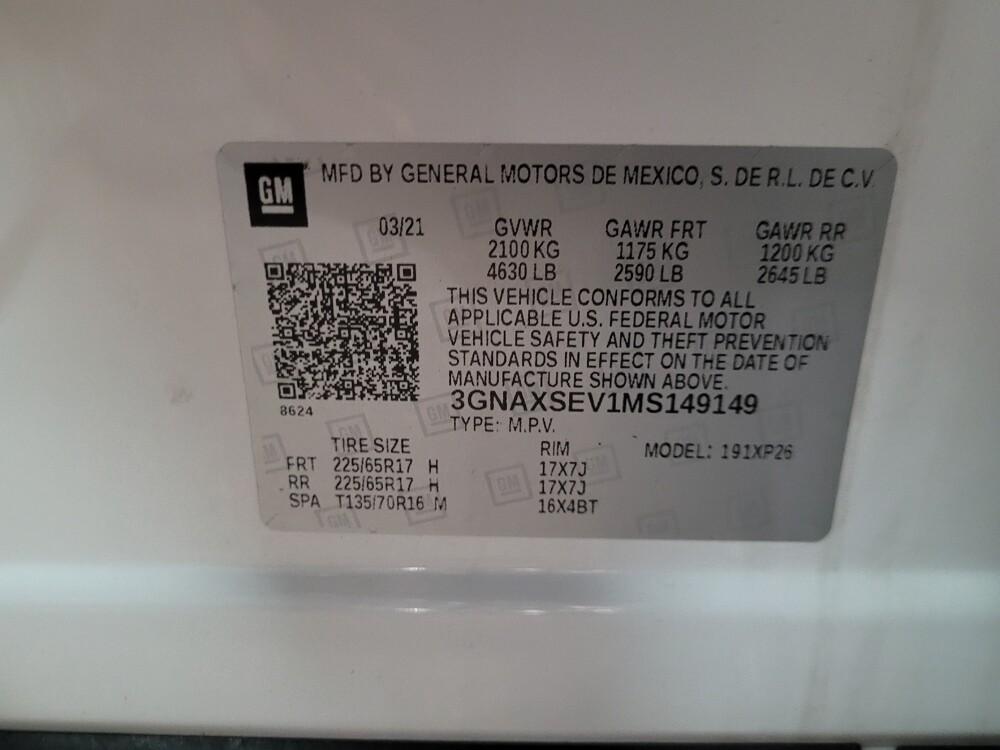 GM MFD BY GENERAL MOTORS DE MEXICO, S. DE R.L. DE C.V.
03/21 GVWR GAWR FRT GAWR RR
2100 KG 1175 KG 1200 KG
4630 LB 2590 LB 2645 LB
THIS VEHICLE CONFORMS TO ALL
APPLICABLE U.S. FEDERAL MOTOR
VEHICLE SAFETY AND THEFT PREVENTION
STANDARDS IN EFFECT ON THE DATE OF
MANUFACTURE SHOWN ABOVE.
8624 3GNAXSEV1MS149149
TYPE: M.P.V.
TIRE SIZE RIM MODEL: 191XP26
FRT 225/65R17 H 17X7J
RR 225/65R17 H 17X7J
SPA T135/70R16 M 16X4BT